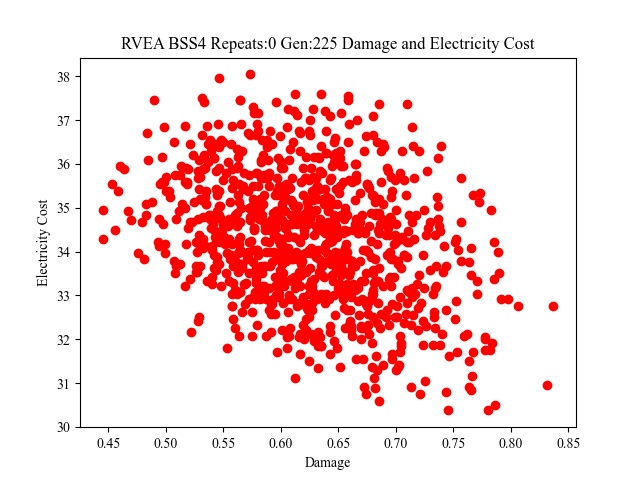 RVEA BSS4 Repeats:0 Gen:225 Damage and Electricity Cost
38
37
36
35
34
33
32
31
30
Electricity Cost
0.45 0.50 0.55 0.60 0.65 0.70 0.75 0.80 0.85
Damage